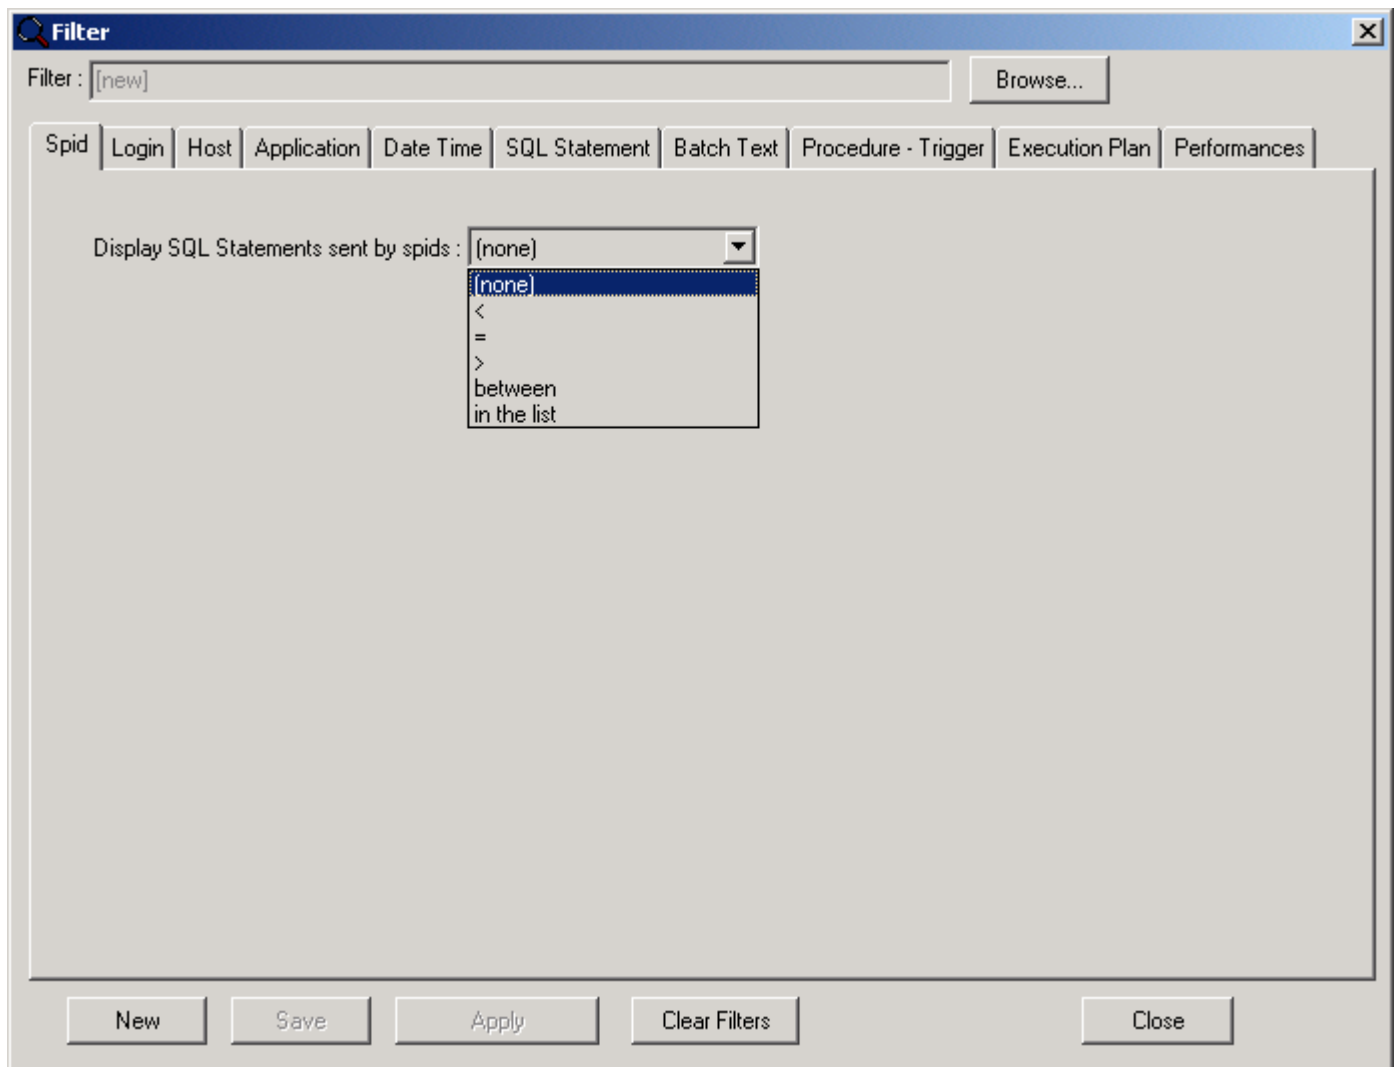 Filter
Filter : [new] Browse...
Spid Login Host Application Date Time SQL Statement Batch Text Procedure - Trigger Execution Plan Performances
Display SQL Statements sent by spids : (none)
(none)
<
=
>
between
in the list
New Save Apply Clear Filters Close